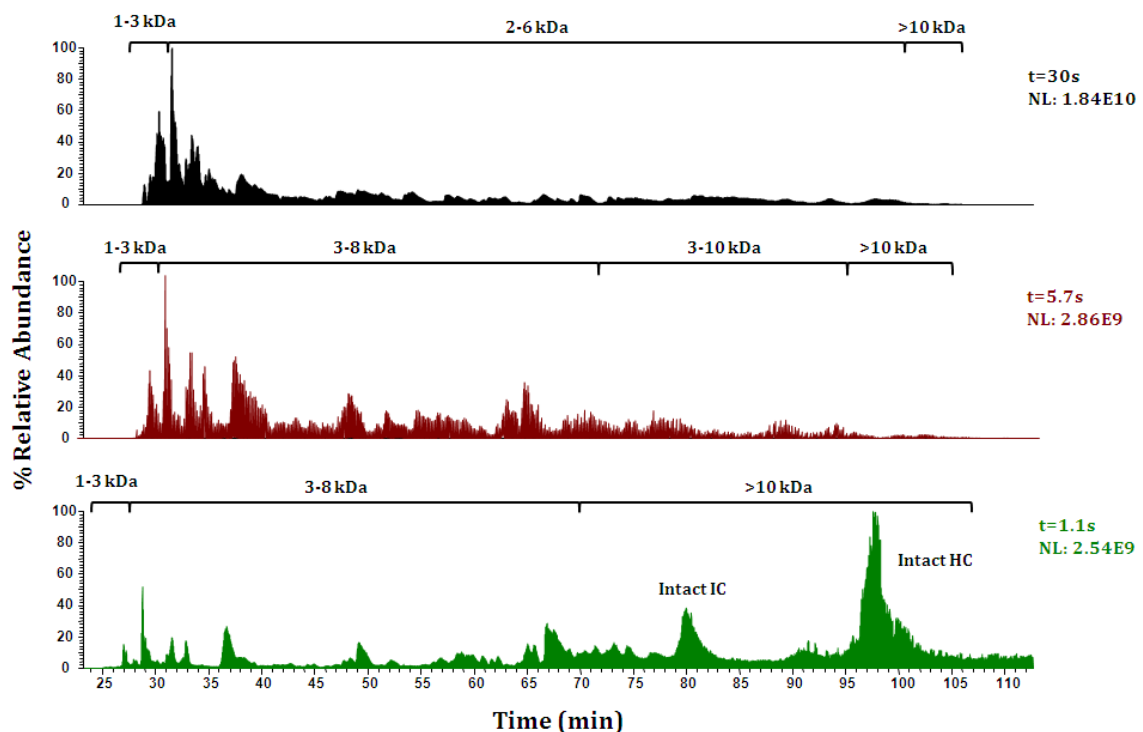 1-3 kDa 2-6 kDa >10 kDa
100
80
60
40
20
0
t=30s
NL: 1.84E10
1-3 kDa 3-8 kDa 3-10 kDa >10 kDa
100
80
60
40
20
0
t=5.7s
NL: 2.86E9
% Relative Abundance
1-3 kDa 3-8 kDa >10 kDa
100
80
60
40
20
0
t=1.1s
NL: 2.54E9
Intact HC
Intact IC
25 30 35 40 45 50 55 60 65 70 75 80 85 90 95 100 105 110
Time (min)